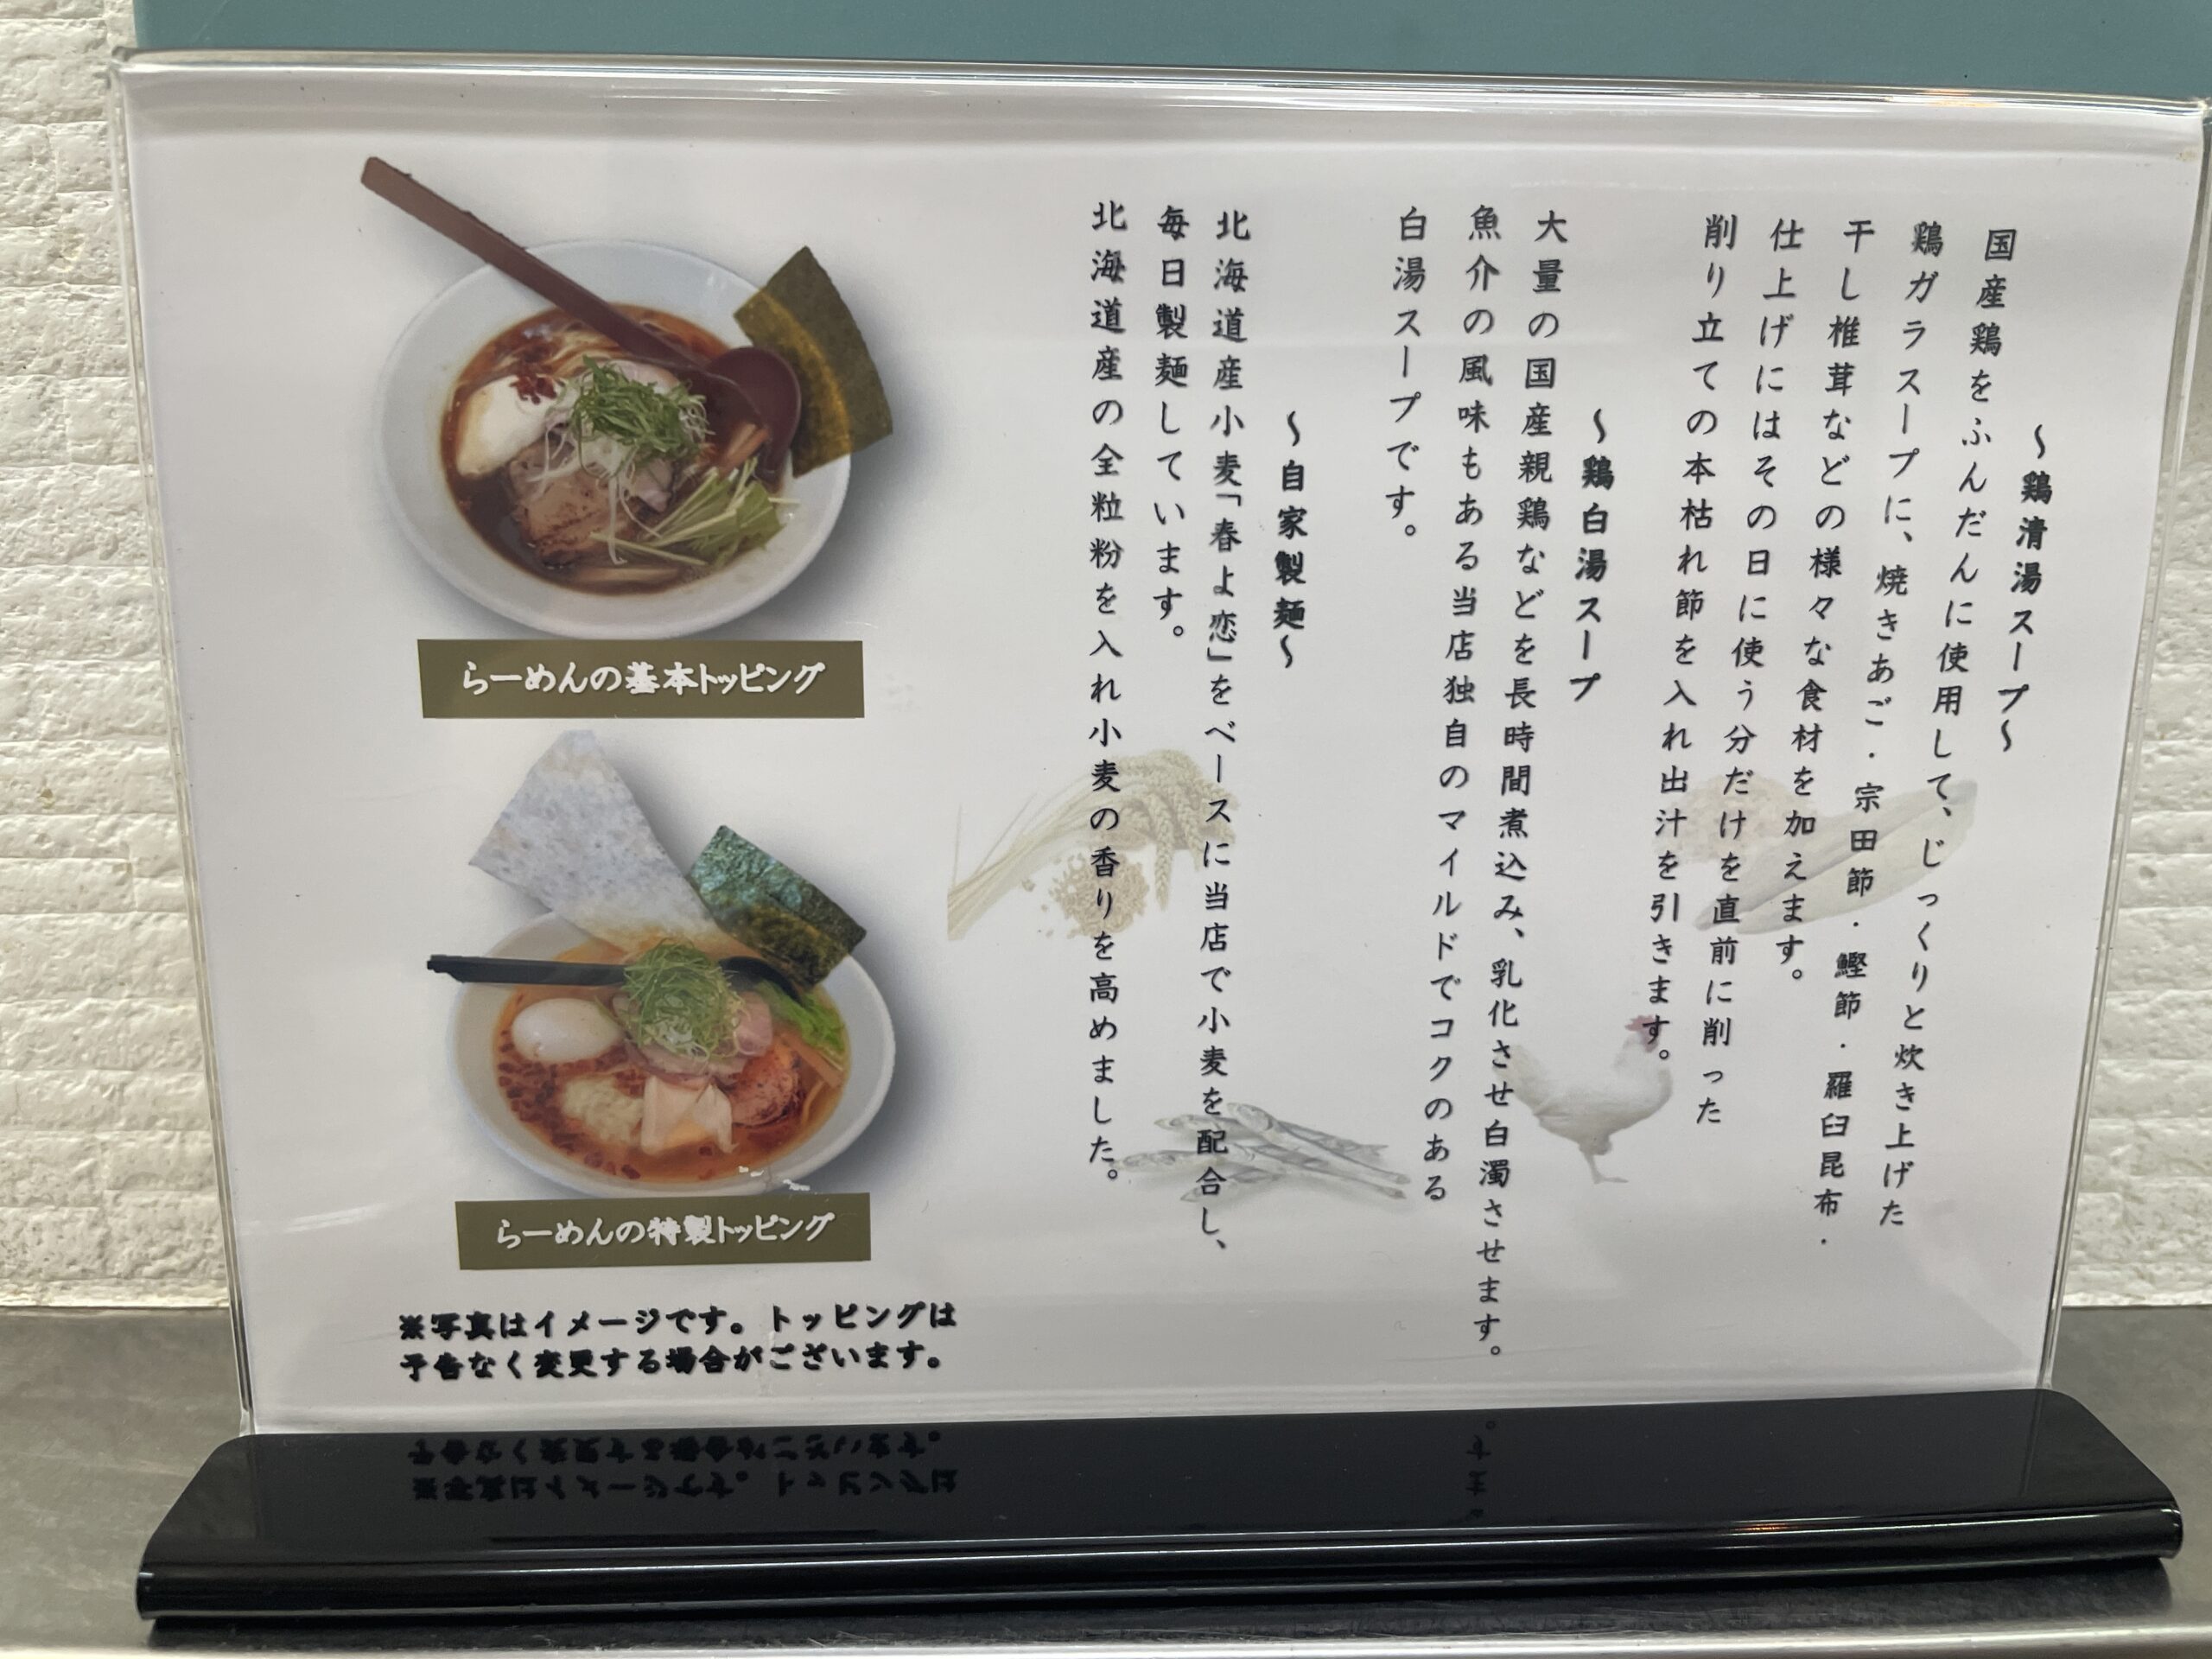 ～鶏清湯スープ～
国産鶏をふんだんに使用して、じっくりと炊き上げた
鶏ガラスープに、焼きあご・宗田節・鰹節・羅臼昆布・
干し椎茸などの様々な食材を加えます。
仕上げにはその日に使う分だけを直前に削った
削り立ての本枯れ節を入れ出汁を引きます。
～鶏白湯スープ
大量の国産親鶏などを長時間煮込み、乳化させ白濁させます。
魚介の風味もある当店独自のマイルドでコクのある
白湯スープです。
～自家製麺～
北海道産小麦「春よ恋」をベースに当店で小麦を配合し、
毎日製麺しています。
北海道産の全粒粉を入れ小麦の香りを高めました。
らーめんの基本トッピング
らーめんの特製トッピング
※写真はイメージです。トッピングは
予告なく変更する場合がございます。